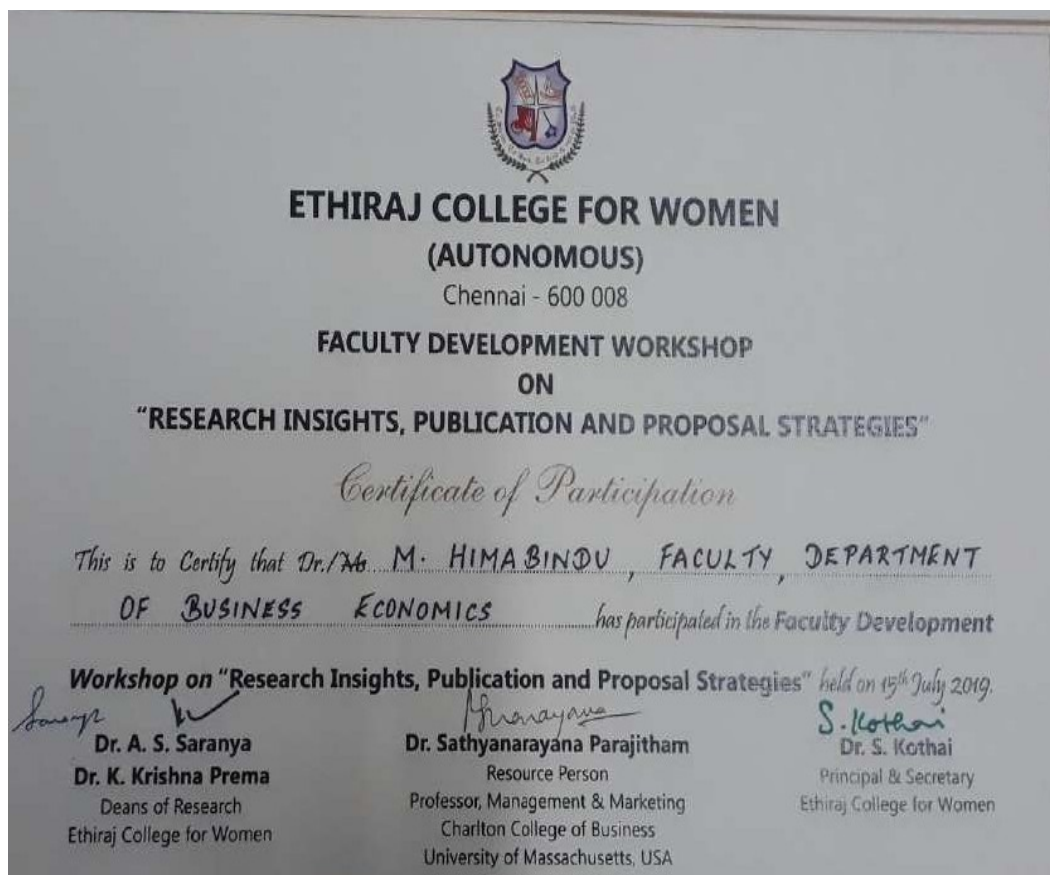 ETHIRAJ COLLEGE FOR WOMEN
(AUTONOMOUS)
Chennai - 600 008
FACULTY DEVELOPMENT WORKSHOP
ON
“RESEARCH INSIGHTS, PUBLICATION AND PROPOSAL STRATEGIES”
Certificate of Participation
This is to Certify that Dr./Ms M. HIMABINDU, FACULTY, DEPARTMENT
OF BUSINESS ECONOMICS has participated in the Faculty Development
Workshop on “Research Insights, Publication and Proposal Strategies” held on 15th July 2019.
S. Kothai
Dr. A. S. Saranya
Dr. K. Krishna Prema
Deans of Research
Ethiraj College for Women
Dr. Sathyanarayana Parajitham
Resource Person
Professor, Management & Marketing
Charlton College of Business
University of Massachusetts, USA
Dr. S. Kothai
Principal & Secretary
Ethiraj College for Women